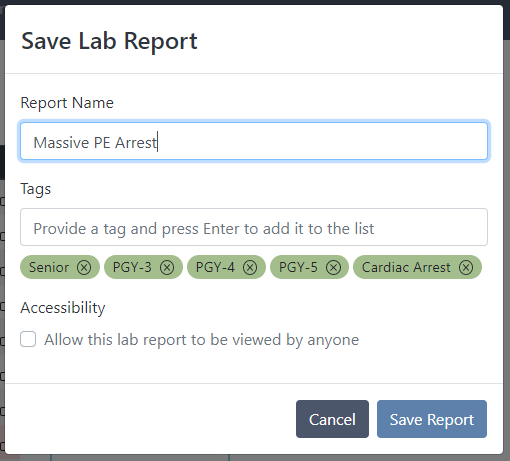 Save Lab Report
Report Name
Massive PE Arrest
Tags
Provide a tag and press Enter to add it to the list
Senior PGY-3 PGY-4 PGY-5 Cardiac Arrest
Accessibility
Allow this lab report to be viewed by anyone
Cancel Save Report